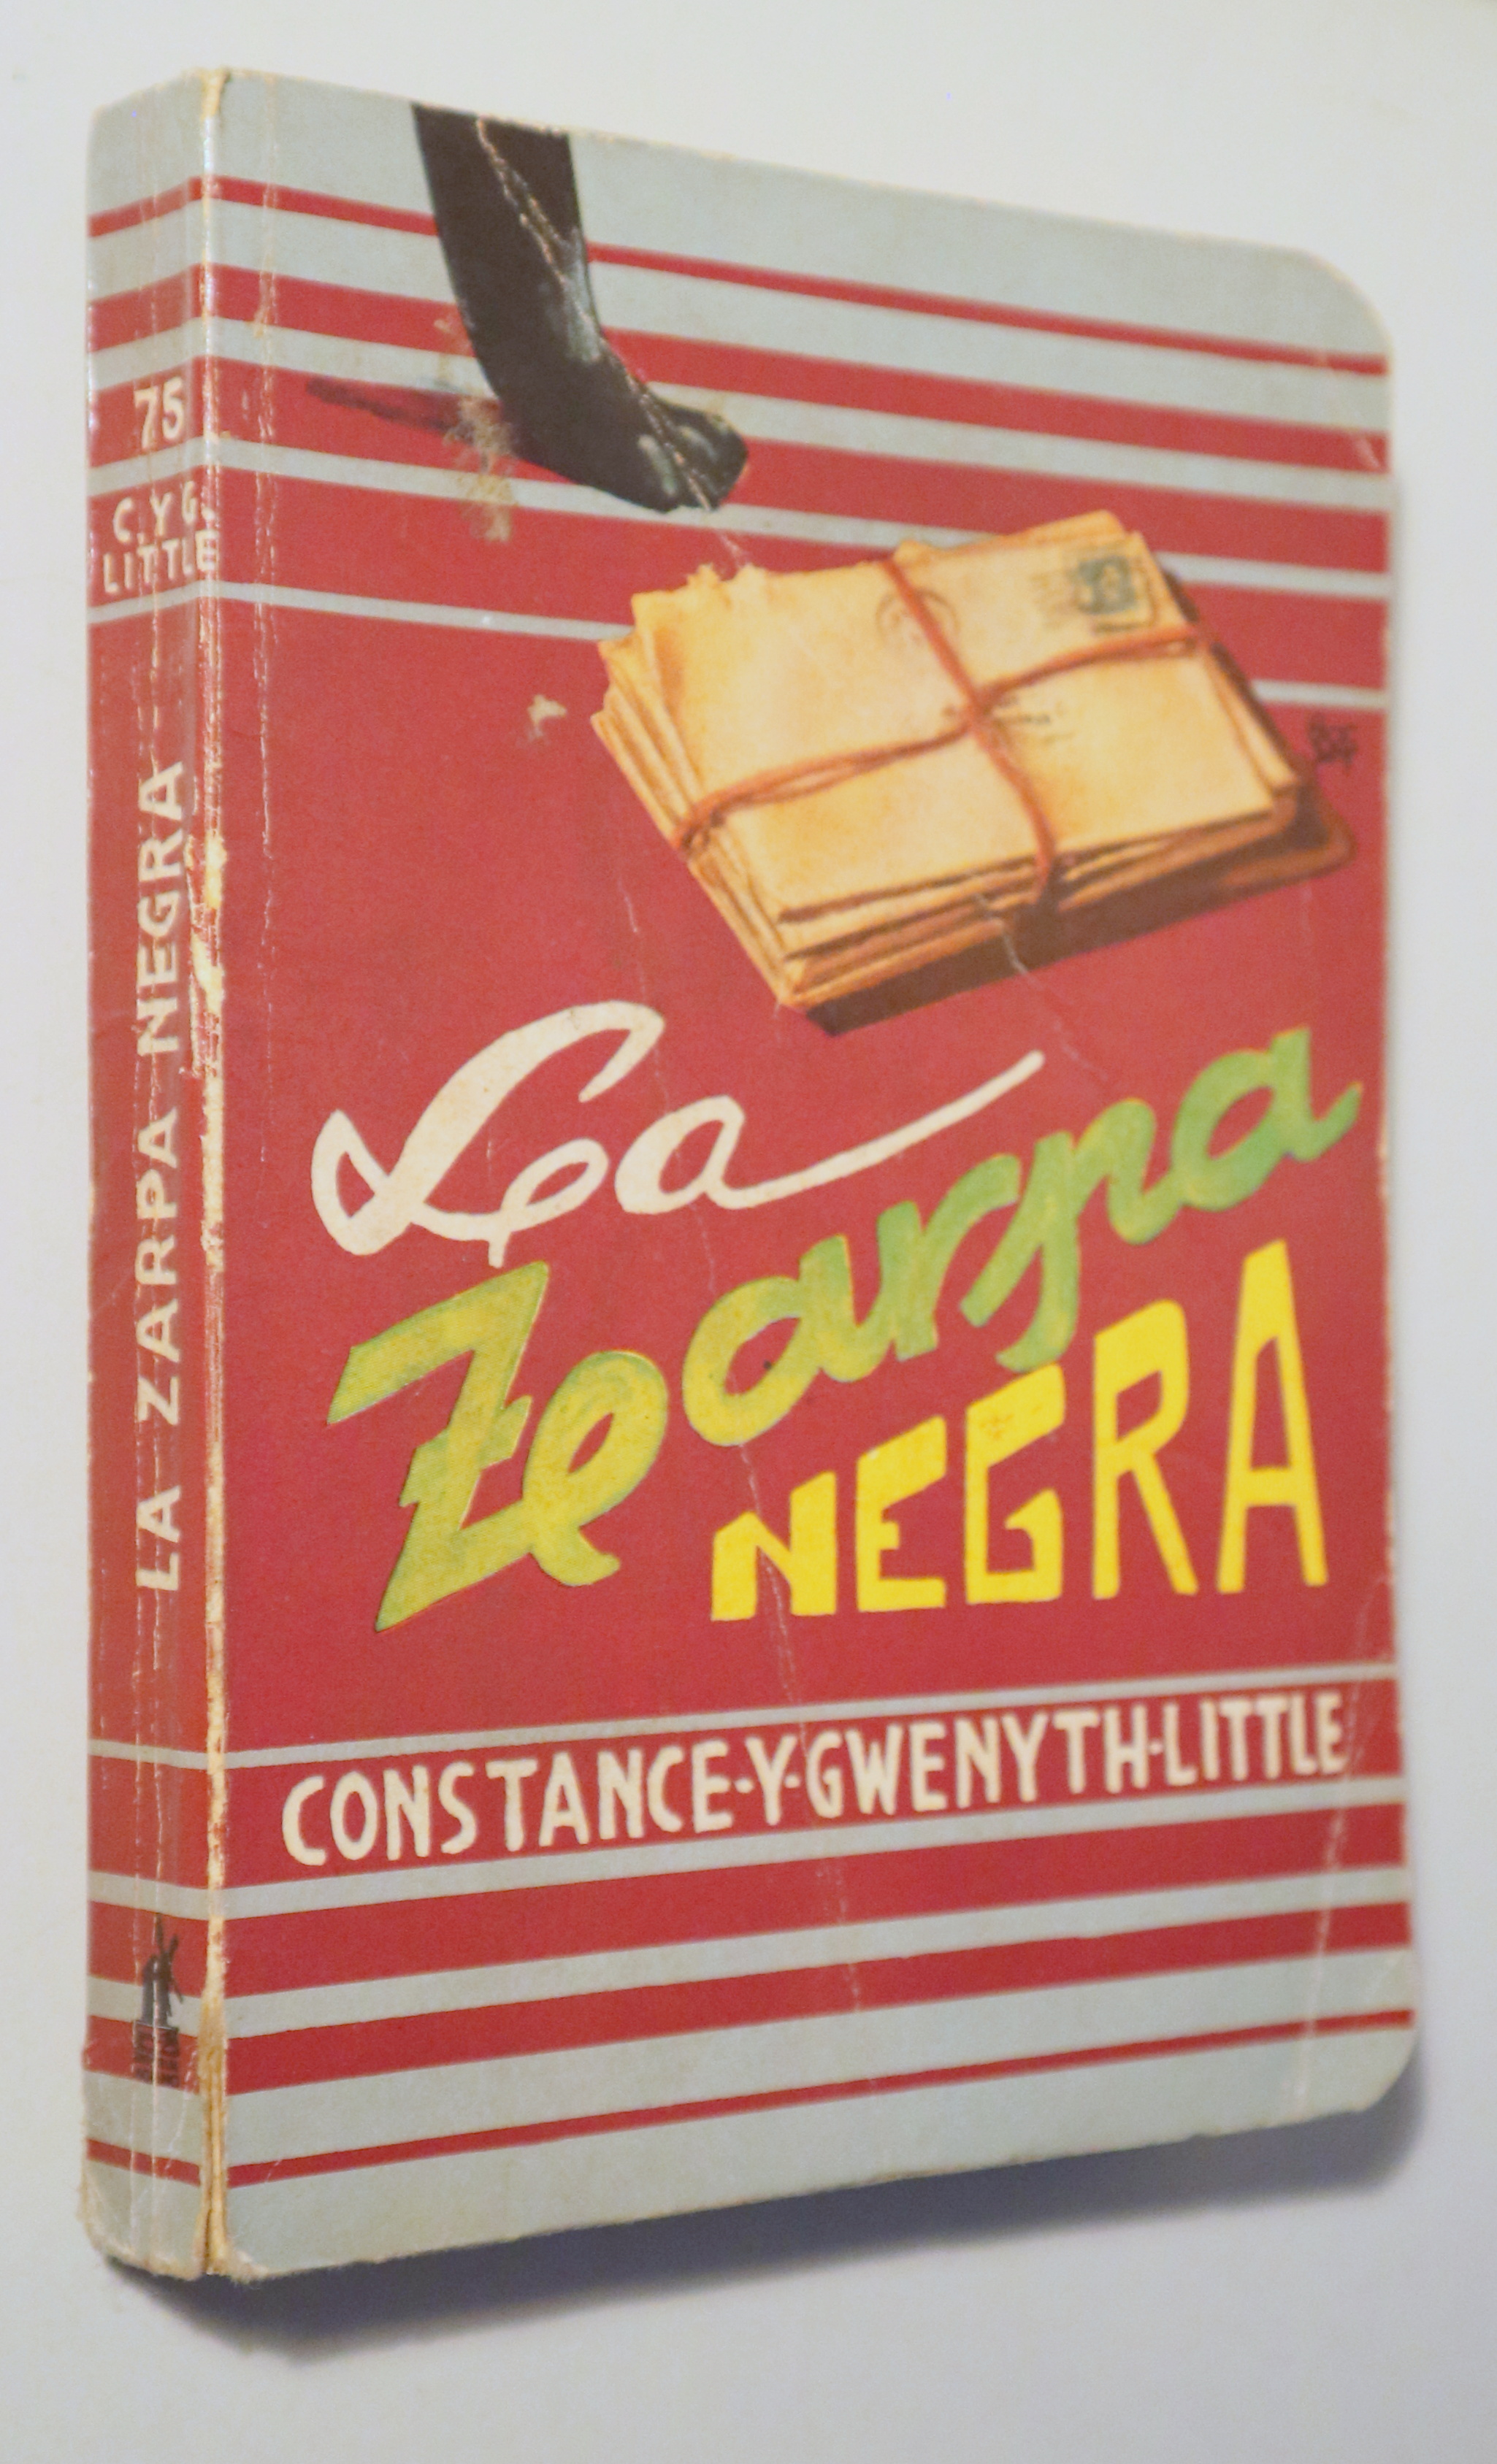 75
C. Y G.
LITTLE
LA ZARPA NEGRA
La
Zarpa
NEGRA
CONSTANCE-Y-GWENYTH-LITTLE